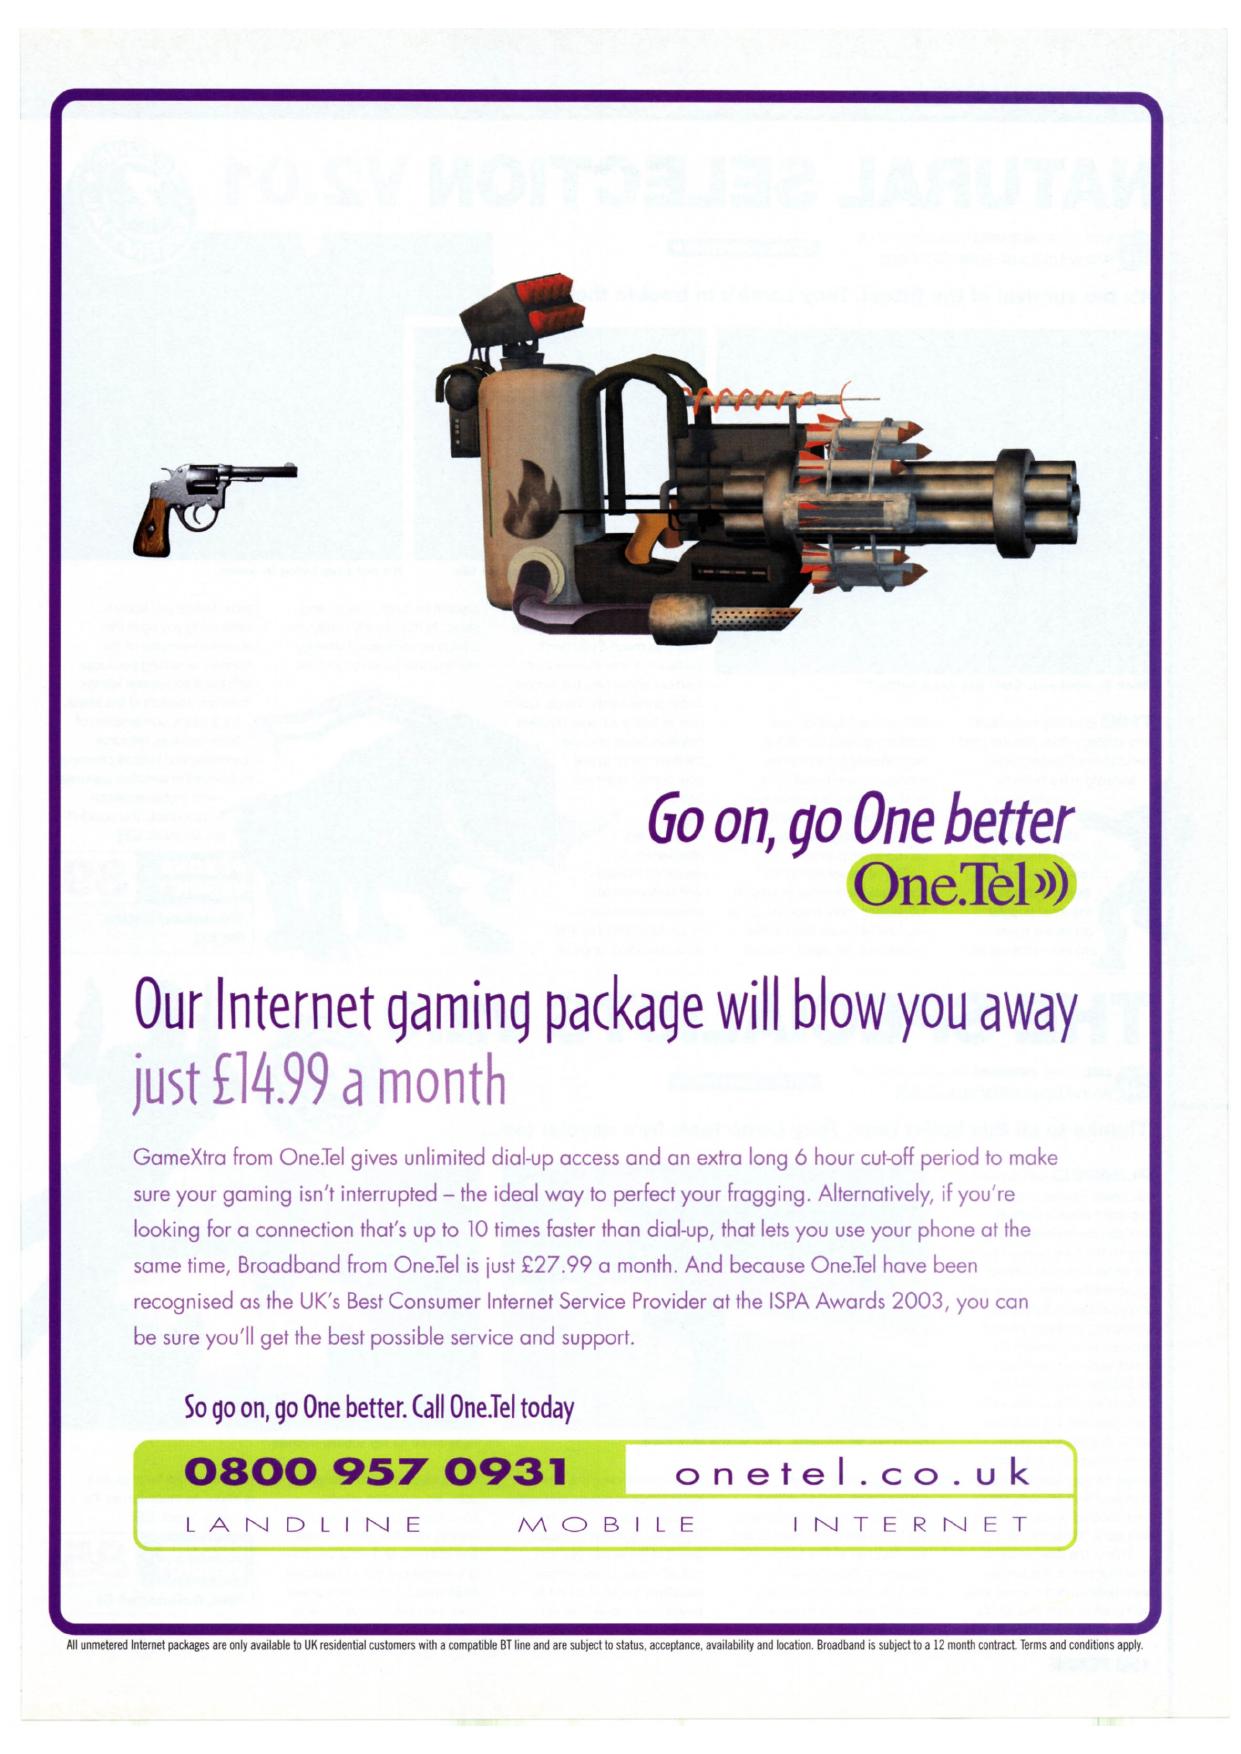 Go on, go One better
One.Tel
Our Internet gaming package will blow you away
just £14.99 a month
GameXtra from One.Tel gives unlimited dial-up access and an extra long 6 hour cut-off period to make
sure your gaming isn't interrupted – the ideal way to perfect your fragging. Alternatively, if you're
looking for a connection that's up to 10 times faster than dial-up, that lets you use your phone at the
same time, Broadband from One.Tel is just £27.99 a month. And because One.Tel have been
recognised as the UK's Best Consumer Internet Service Provider at the ISPA Awards 2003, you can
be sure you'll get the best possible service and support.
So go on, go One better. Call One.Tel today
0800 957 0931 onetel.co.uk
LANDLINE MOBILE INTERNET
All unmetered Internet packages are only available to UK residential customers with a compatible BT line and are subject to status, acceptance, availability and location. Broadband is subject to a 12 month contract. Terms and conditions apply.